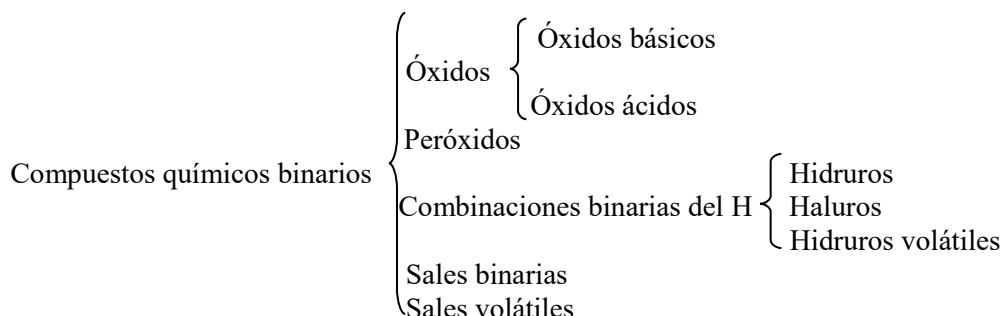 Óxidos básicos
Óxidos
Óxidos ácidos
Peróxidos
Compuestos químicos binarios
Hidruros
Combinaciones binarias del H
Haluros
Hidruros volátiles
Sales binarias
Sales volátiles